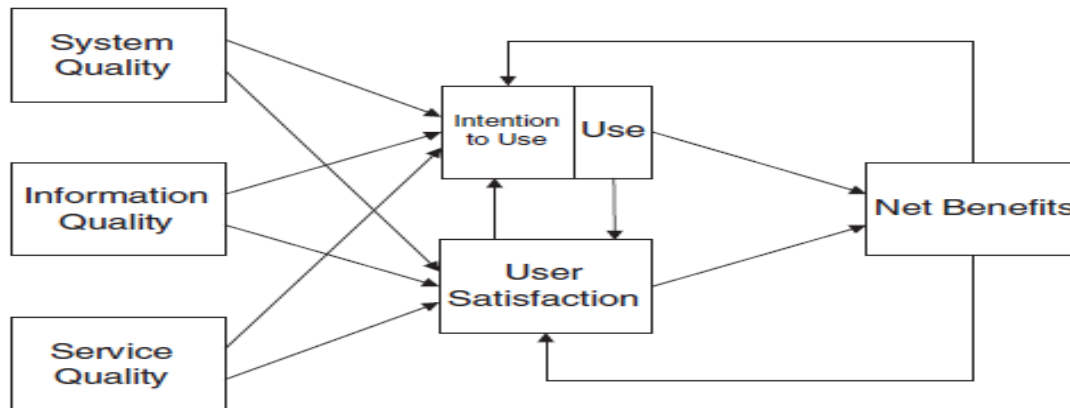 System
Quality
Intention
to Use
Use
Information
Quality
Net Benefits
User
Satisfaction
Service
Quality